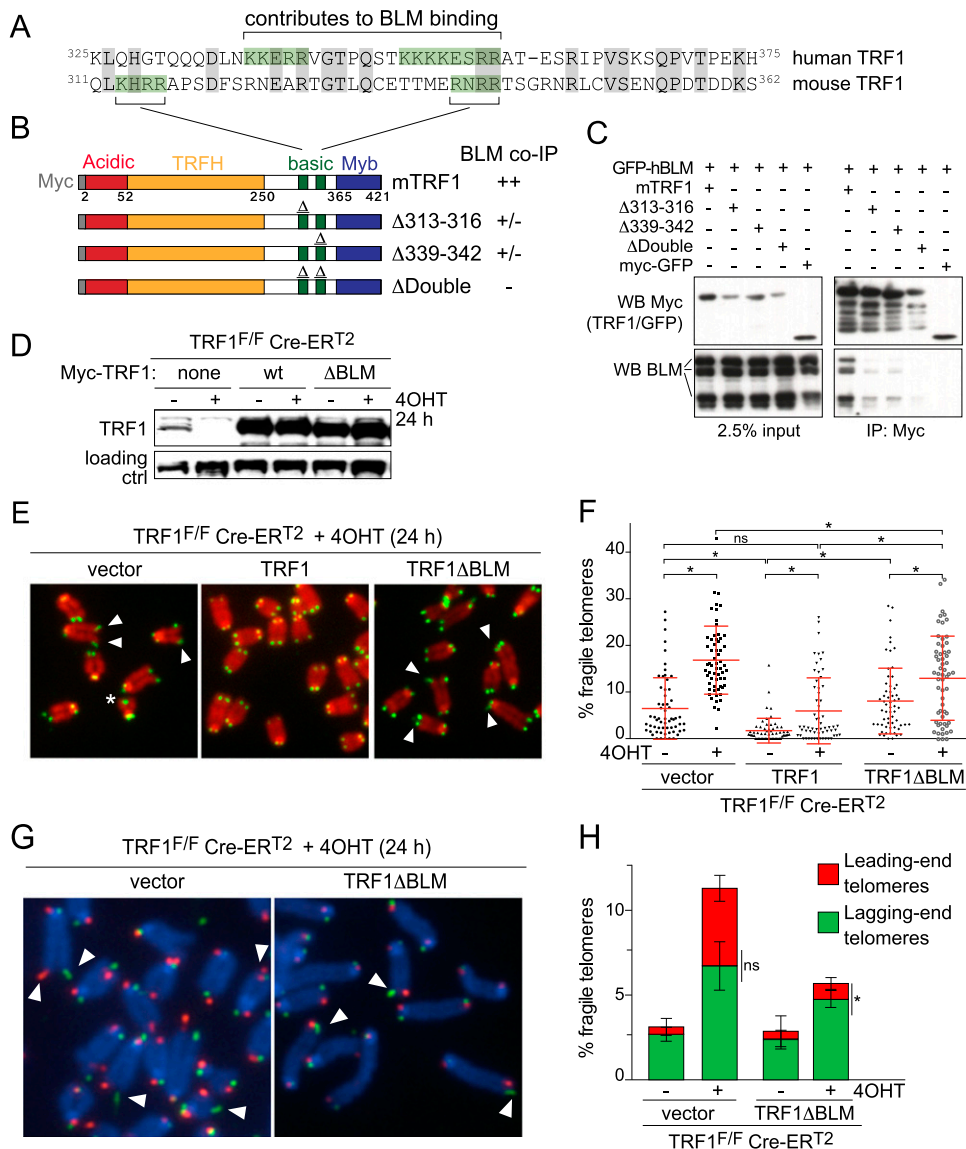 A
contributes to BLM binding
325KLQHGTQQQDLNKKERRVGTPQSTKKKKESRRAT-ESRIPVSKSQPVTPEKH375 human TRF1
311QLKHRRAPSDFSRNEARTGTLQCETTMERNRRTSGRNRLCVSENQPDTDDKS362 mouse TRF1
B
Acidic TRFH basic Myb BLM co-IP
Myc mTRF1 ++
2 52 250 365 421
Δ
Δ313-316 +/-
Δ
Δ339-342 +/-
Δ Δ
ΔDouble -
C
GFP-hBLM + + + + + + + + + +
mTRF1 + - - - - + - - - -
Δ313-316 - + - - - - + - - -
Δ339-342 - - + - - - - + - -
ΔDouble - - - + - - - - + -
myc-GFP - - - - + - - - - +
WB Myc
(TRF1/GFP)
WB BLM
2.5% input IP: Myc
D
TRF1F/F Cre-ERT2
Myc-TRF1: none wt ΔBLM
- + - + - + 4OHT
24 h
TRF1
loading
ctrl
E
TRF1F/F Cre-ERT2 + 4OHT (24 h)
vector TRF1 TRF1ΔBLM
*
F
% fragile telomeres
40
30
20
10
0
*
ns *
* *
* * *
4OHT - + - + - +
vector TRF1 TRF1ΔBLM
TRF1F/F Cre-ERT2
G
TRF1F/F Cre-ERT2 + 4OHT (24 h)
vector TRF1ΔBLM
H
% fragile telomeres
10
5
0
Leading-end
telomeres
Lagging-end
telomeres
ns
*
- + - + 4OHT
vector TRF1ΔBLM
TRF1F/F Cre-ERT2